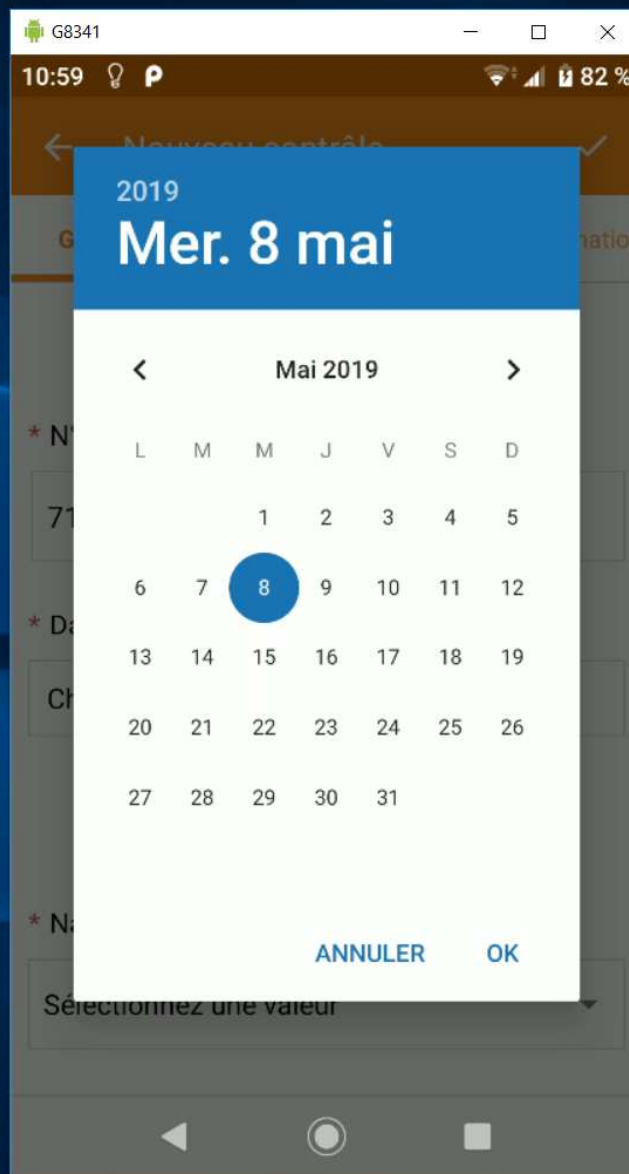 G8341
10:59 82 %
Nouveau contrôle
2019
Mer. 8 mai
Mai 2019
L M M J V S D
1 2 3 4 5
6 7 8 9 10 11 12
13 14 15 16 17 18 19
20 21 22 23 24 25 26
27 28 29 30 31
ANNULER OK
Sélectionnez une valeur